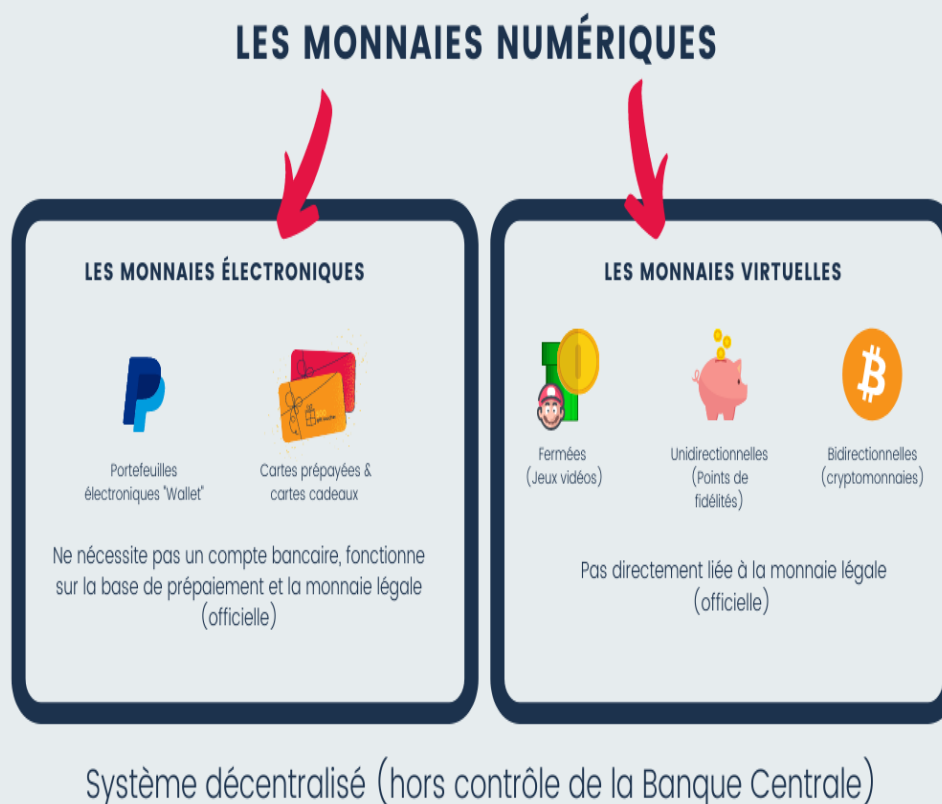 LES MONNAIES NUMÉRIQUES
LES MONNAIES ÉLECTRONIQUES
Portefeuilles
électroniques "Wallet"
Cartes prépayées &
cartes cadeaux
Ne nécessite pas un compte bancaire, fonctionne
sur la base de prépaiement et la monnaie légale
(officielle)
LES MONNAIES VIRTUELLES
Fermées
(Jeux vidéos)
Unidirectionnelles
(Points de
fidélités)
Bidirectionnelles
(cryptomonnaies)
Pas directement liée à la monnaie légale
(officielle)
Système décentralisé (hors contrôle de la Banque Centrale)